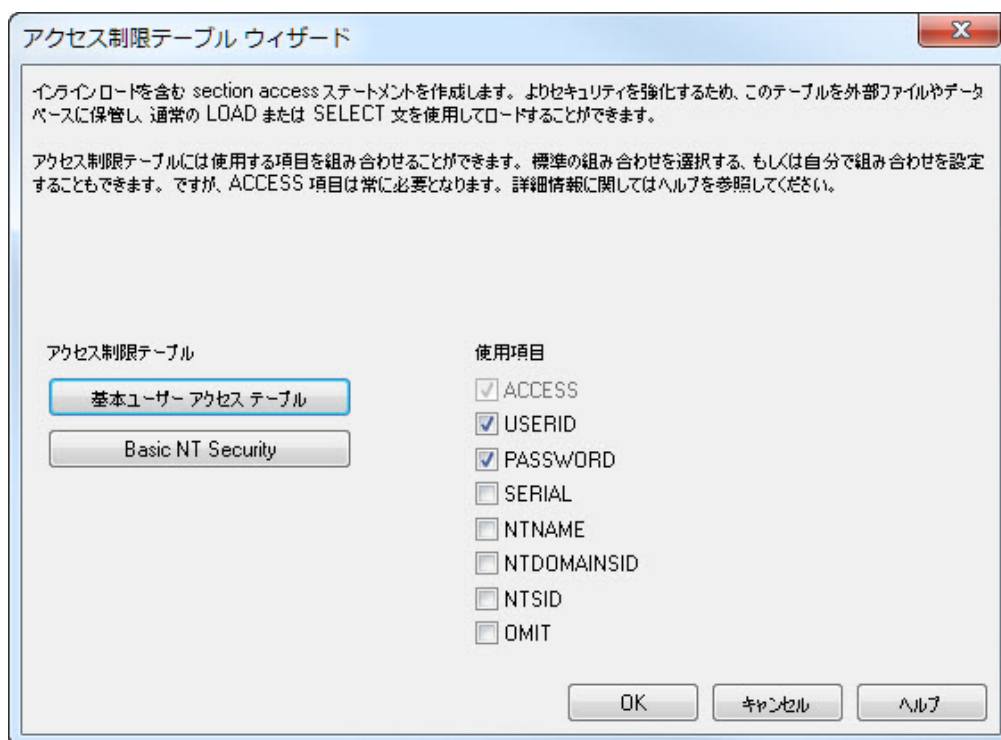 アクセス制限テーブル ウィザード
インラインロードを含む section access ステートメントを作成します。よりセキュリティを強化するため、このテーブルを外部ファイルやデータ
ベースに保管し、通常の LOAD または SELECT 文を使用してロードすることができます。
アクセス制限テーブルには使用する項目を組み合わせることができます。標準の組み合わせを選択する、もしくは自分で組み合わせを設定
することもできます。ですが、ACCESS 項目は常に必要となります。詳細情報に関してはヘルプを参照してください。
アクセス制限テーブル
使用項目
基本ユーザー アクセス テーブル
ACCESS
USERID
Basic NT Security
PASSWORD
SERIAL
NTNAME
NTDOMAINSID
NTSID
OMIT
OK
キャンセル
ヘルプ